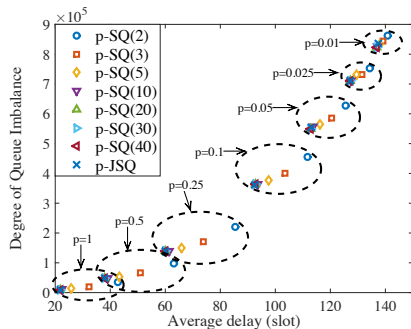 ×10^5
9
8
7
6
5
4
3
2
1
0
Degree of Queue Imbalance
p-SQ(2)
p-SQ(3)
p-SQ(5)
p-SQ(10)
p-SQ(20)
p-SQ(30)
p-SQ(40)
p-JSQ
p=0.01
p=0.025
p=0.05
p=0.1
p=0.25
p=0.5
p=1
20 40 60 80 100 120 140
Average delay (slot)